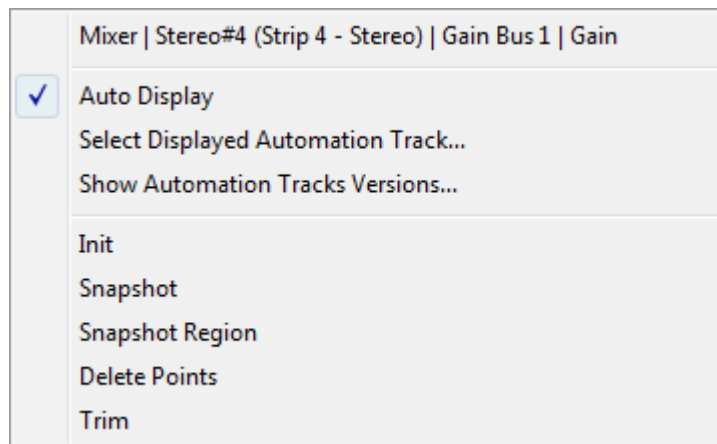 Mixer | Stereo#4 (Strip 4 - Stereo) | Gain Bus 1 | Gain
Auto Display
Select Displayed Automation Track...
Show Automation Tracks Versions...
Init
Snapshot
Snapshot Region
Delete Points
Trim